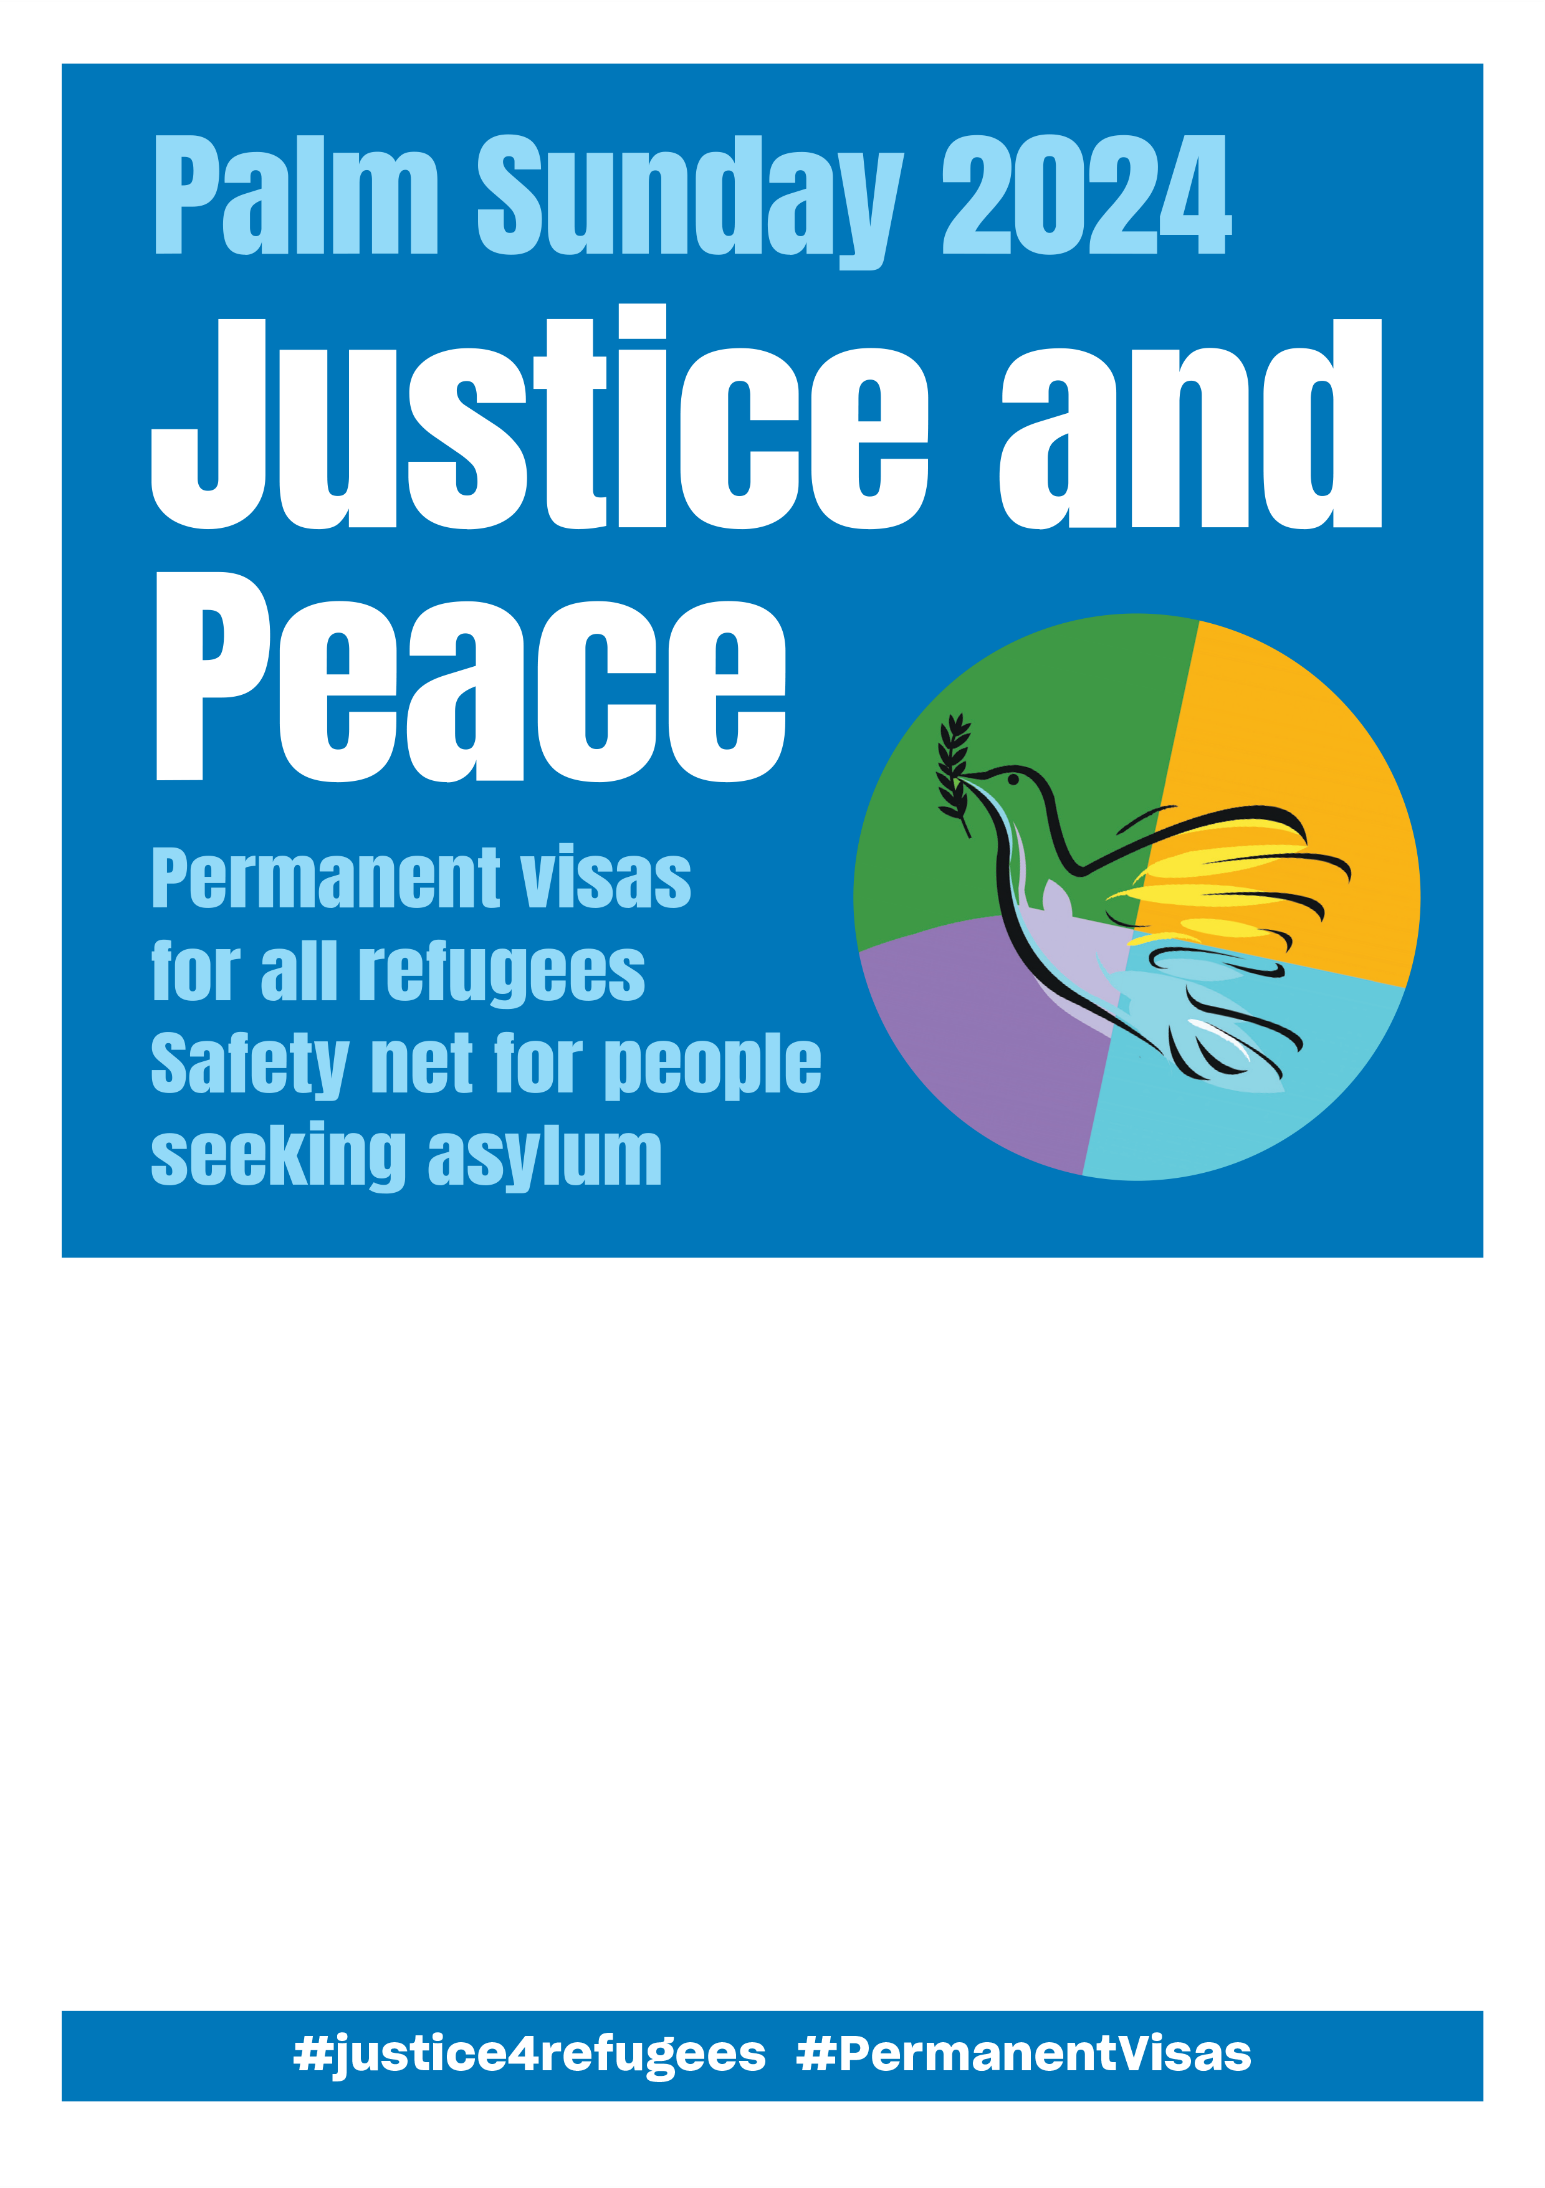 Palm Sunday 2024
Justice and
Peace
Permanent visas
for all refugees
Safety net for people
seeking asylum
#justice4refugees #PermanentVisas